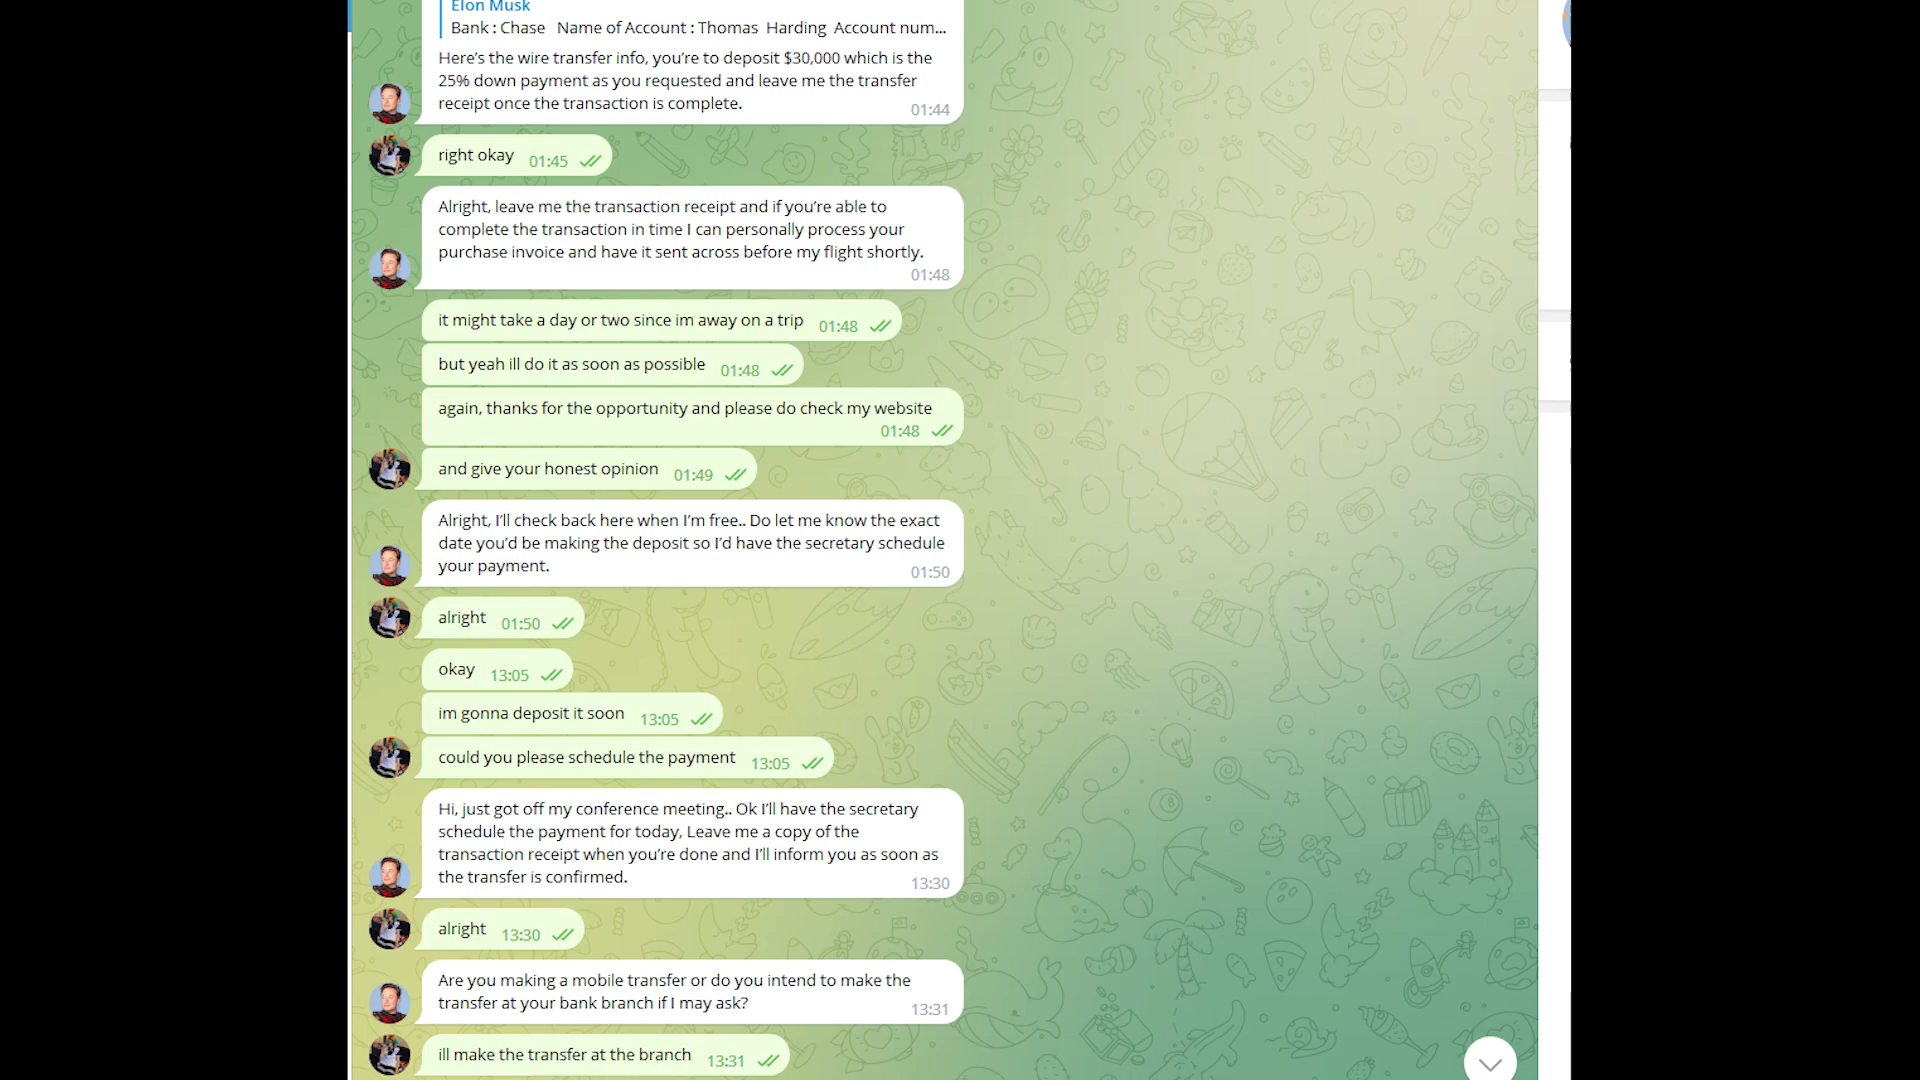 Elon Musk
Bank : Chase Name of Account : Thomas Harding Account num...
Here’s the wire transfer info, you’re to deposit $30,000 which is the
25% down payment as you requested and leave me the transfer
receipt once the transaction is complete.
01:44
right okay 01:45
Alright, leave me the transaction receipt and if you’re able to
complete the transaction in time I can personally process your
purchase invoice and have it sent across before my flight shortly.
01:48
it might take a day or two since im away on a trip 01:48
but yeah ill do it as soon as possible 01:48
again, thanks for the opportunity and please do check my website
01:48
and give your honest opinion 01:49
Alright, I’ll check back here when I’m free.. Do let me know the exact
date you’d be making the deposit so I’d have the secretary schedule
your payment.
01:50
alright 01:50
okay 13:05
im gonna deposit it soon 13:05
could you please schedule the payment 13:05
Hi, just got off my conference meeting.. Ok I’ll have the secretary
schedule the payment for today, Leave me a copy of the
transaction receipt when you’re done and I’ll inform you as soon as
the transfer is confirmed.
13:30
alright 13:30
Are you making a mobile transfer or do you intend to make the
transfer at your bank branch if I may ask?
13:31
ill make the transfer at the branch 13:31